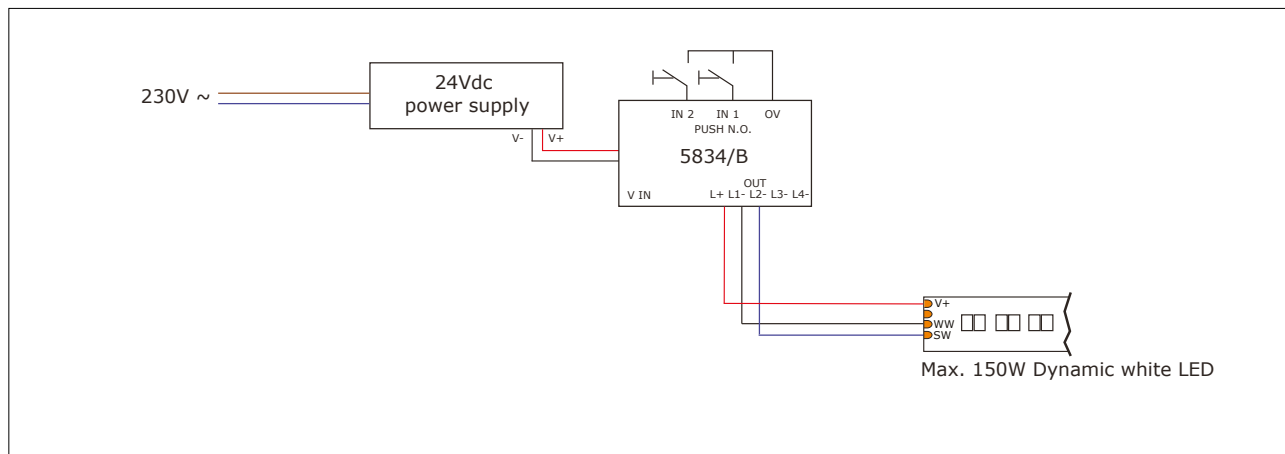 230V ~
24Vdc
power supply
V- V+
IN 2 IN 1 OV
PUSH N.O.
5834/B
OUT
V IN L+ L1- L2- L3- L4-
V+
WW
SW
Max. 150W Dynamic white LED